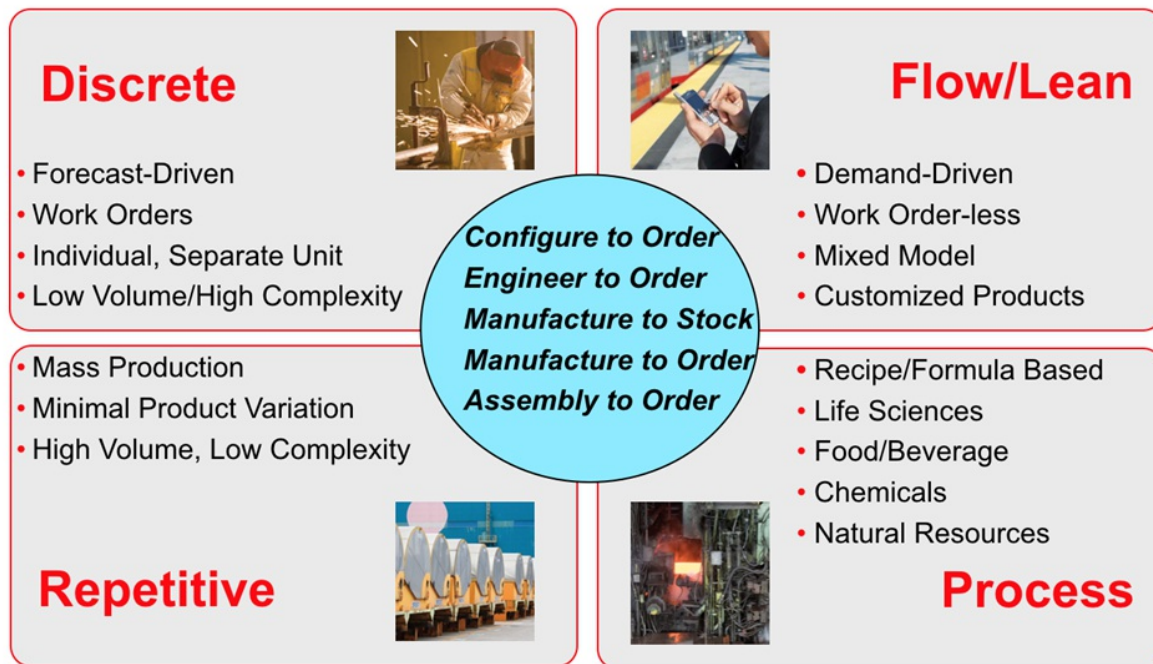 Discrete
• Forecast-Driven
• Work Orders
• Individual, Separate Unit
• Low Volume/High Complexity
Flow/Lean
• Demand-Driven
• Work Order-less
• Mixed Model
• Customized Products
Configure to Order
Engineer to Order
Manufacture to Stock
Manufacture to Order
Assembly to Order
• Mass Production
• Minimal Product Variation
• High Volume, Low Complexity
Repetitive
• Recipe/Formula Based
• Life Sciences
• Food/Beverage
• Chemicals
• Natural Resources
Process